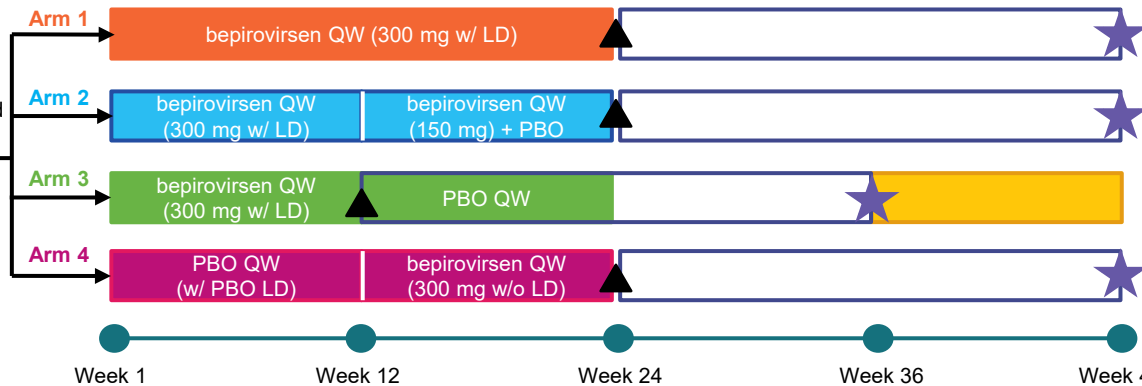 Arm 1
bepirovirsen QW (300 mg w/ LD)
Arm 2
bepirovirsen QW
(300 mg w/ LD)
bepirovirsen QW
(150 mg) + PBO
Arm 3
bepirovirsen QW
(300 mg w/ LD)
PBO QW
Arm 4
PBO QW
(w/ PBO LD)
bepirovirsen QW
(300 mg w/o LD)
Week 1
Week 12
Week 24
Week 36
Week 4